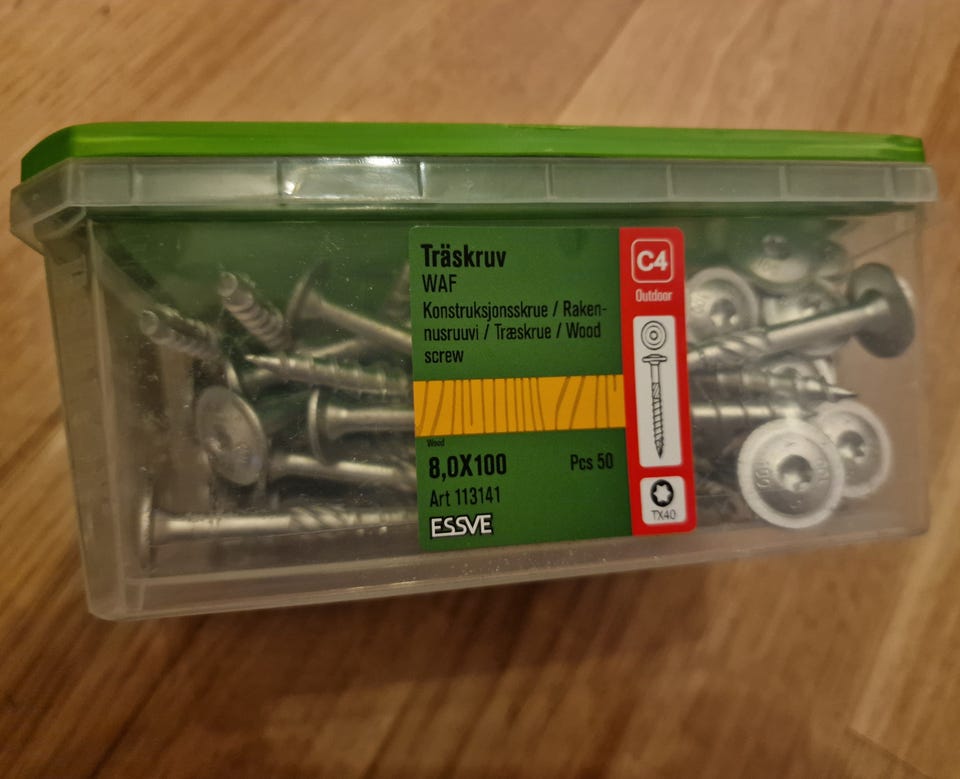 Träskruv
WAF
Konstruksjonsskrue / Raken-
nusruuvi / Træskrue / Wood
screw
Wood
8,0X100
Pcs 50
Art 113141
ESSVE
C4
Outdoor
TX40